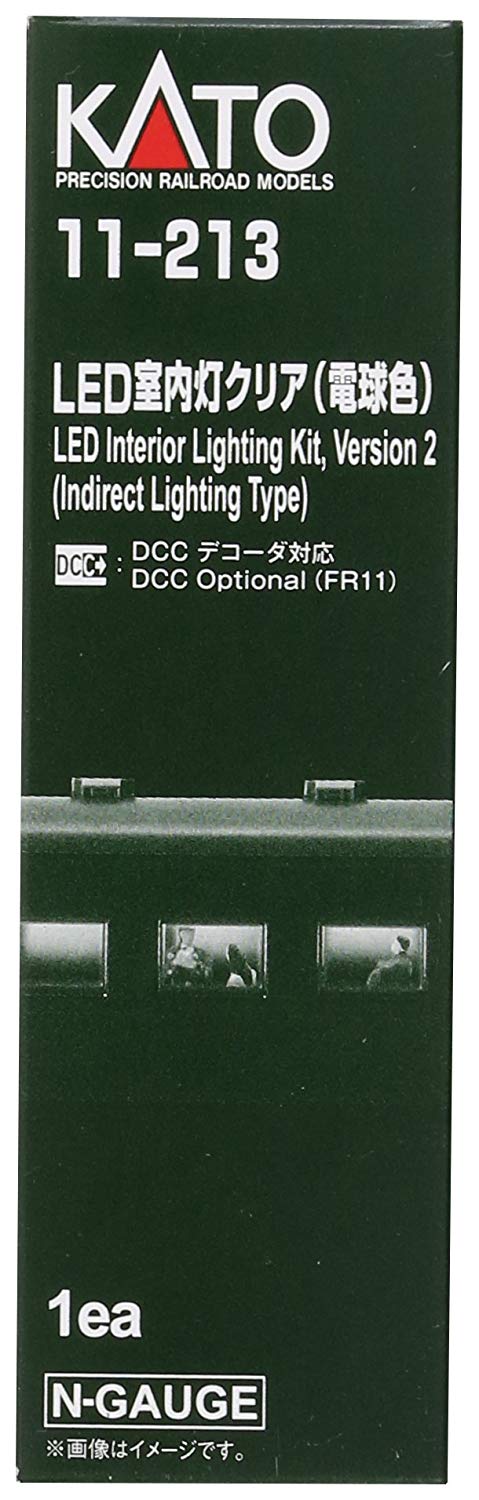 KATO
PRECISION RAILROAD MODELS
11-213
LED室内灯クリア(電球色)
LED Interior Lighting Kit, Version 2
(Indirect Lighting Type)
DCC : DCC デコーダ対応
DCC Optional (FR11)
1ea
N-GAUGE
※画像はイメージです。